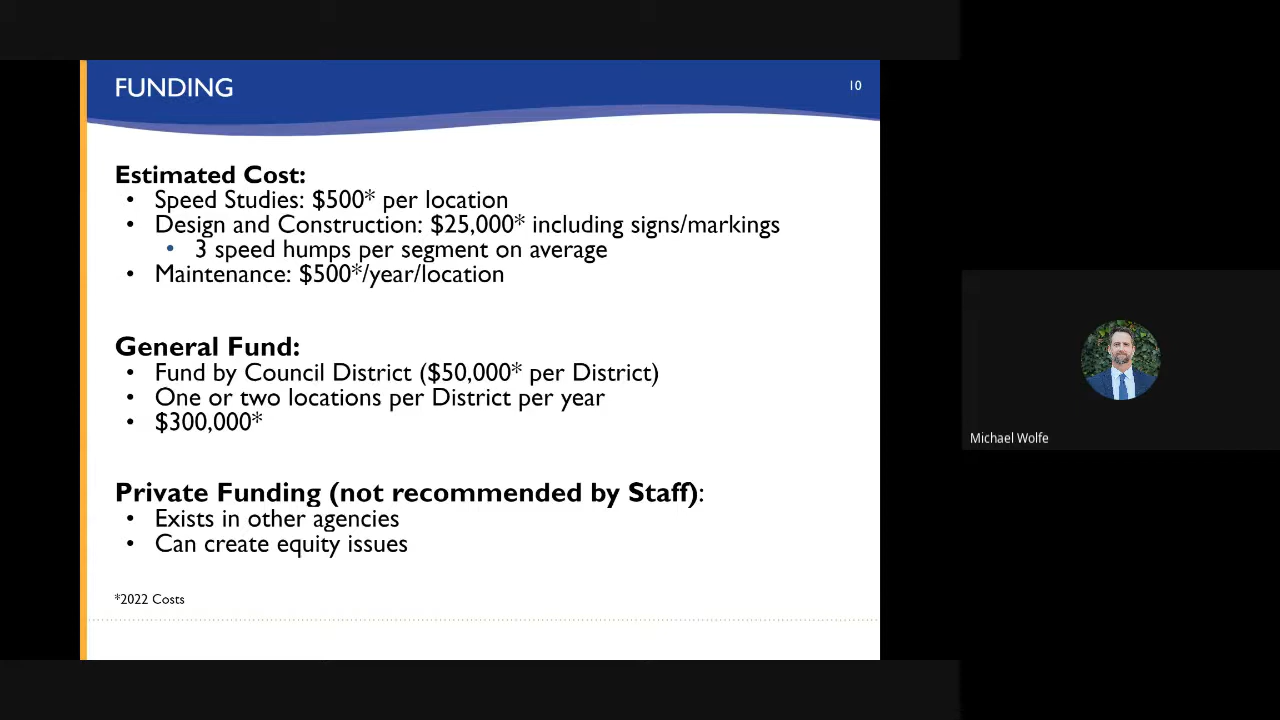 FUNDING
10
Estimated Cost:
• Speed Studies: $500* per location
• Design and Construction: $25,000* including signs/markings
• 3 speed humps per segment on average
• Maintenance: $500*/year/location
General Fund:
• Fund by Council District ($50,000* per District)
• One or two locations per District per year
• $300,000*
Private Funding (not recommended by Staff):
• Exists in other agencies
• Can create equity issues
*2022 Costs
Michael Wolfe